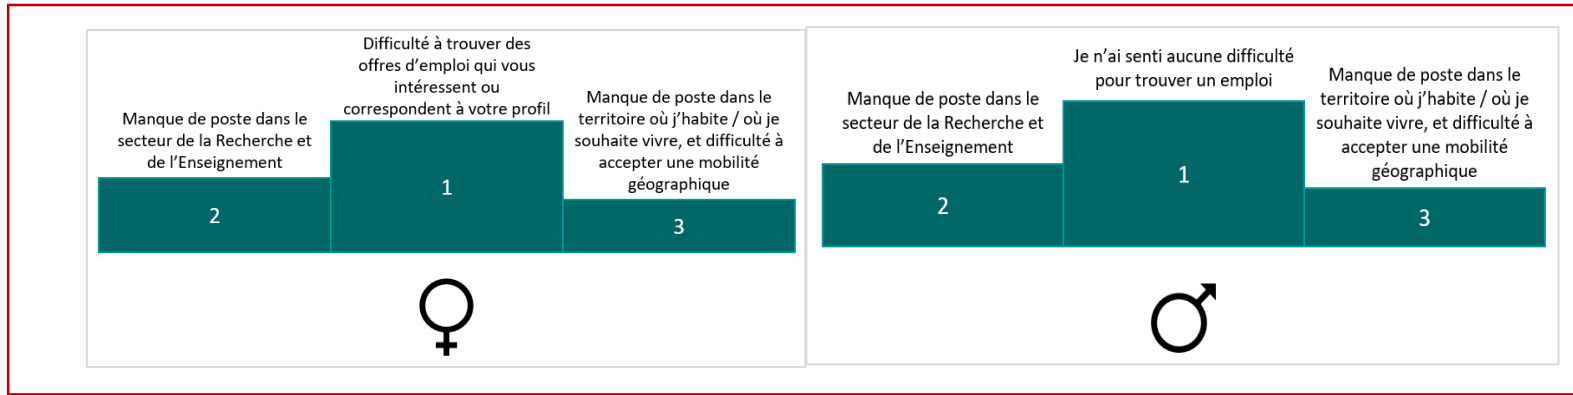 Manque de poste dans le
secteur de la Recherche et
de l’Enseignement
2
Difficulté à trouver des
offres d’emploi qui vous
intéressent ou
correspondent à votre profil
1
Manque de poste dans le
territoire où j’habite / où je
souhaite vivre, et difficulté à
accepter une mobilité
géographique
3
Manque de poste dans le
secteur de la Recherche et
de l’Enseignement
2
Je n’ai senti aucune difficulté
pour trouver un emploi
1
Manque de poste dans le
territoire où j’habite / où je
souhaite vivre, et difficulté à
accepter une mobilité
géographique
3